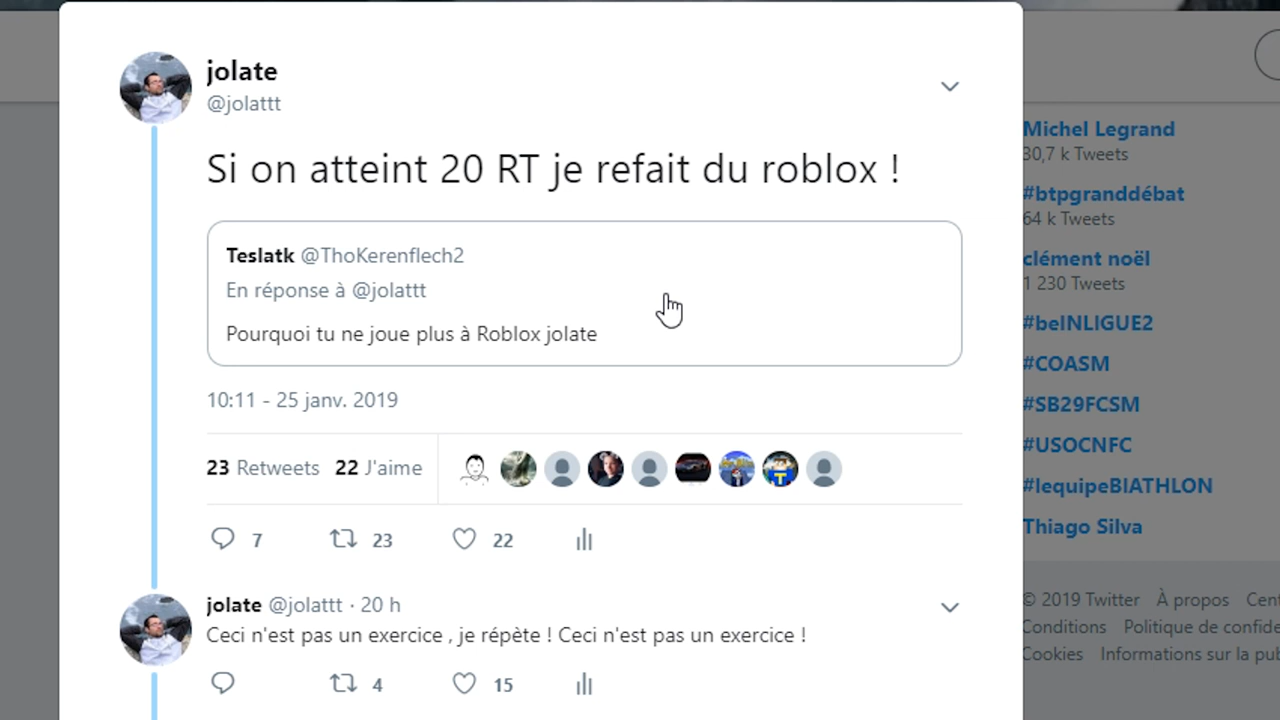 jolate
@jolattt
Si on atteint 20 RT je refait du roblox !
Teslatk @ThoKerenflech2
En réponse à @jolattt
Pourquoi tu ne joue plus à Roblox jolate
10:11 - 25 janv. 2019
23 Retweets 22 J'aime
7 23 22
jolate @jolattt · 20 h
Ceci n'est pas un exercice , je répète ! Ceci n'est pas un exercice !
4 15
Michel Legrand
30,7 k Tweets
#btpgranddébat
64 k Tweets
clément noël
1 230 Tweets
#beINLIGUE2
#COASM
#SB29FCSM
#USOCNFC
#lequipeBIATHLON
Thiago Silva
© 2019 Twitter À propos
Conditions Politique de
Cookies Informations sur la